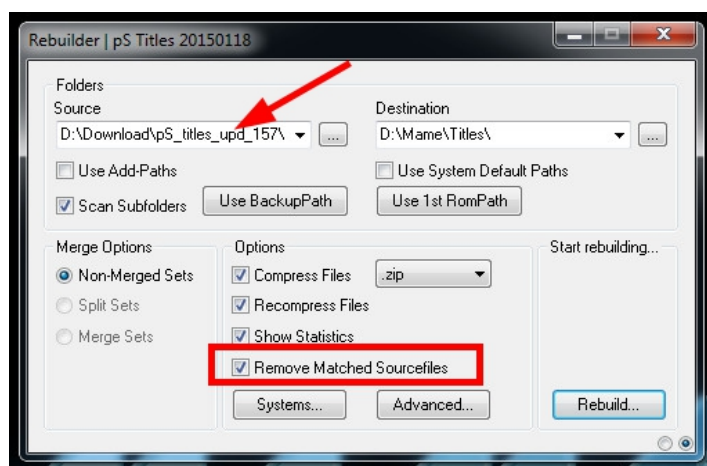 Rebuilder | pS Titles 20150118
Folders
Source
Destination
D:\Download\pS_titles_upd_157\ ...
D:\Mame\Titles\ ...
Use Add-Paths
Use System Default Paths
Scan Subfolders
Use BackupPath
Use 1st RomPath
Merge Options
Options
Start rebuilding...
Non-Merged Sets
Compress Files
.zip
Split Sets
Recompress Files
Merge Sets
Show Statistics
Remove Matched Sourcefiles
Systems...
Advanced...
Rebuild...